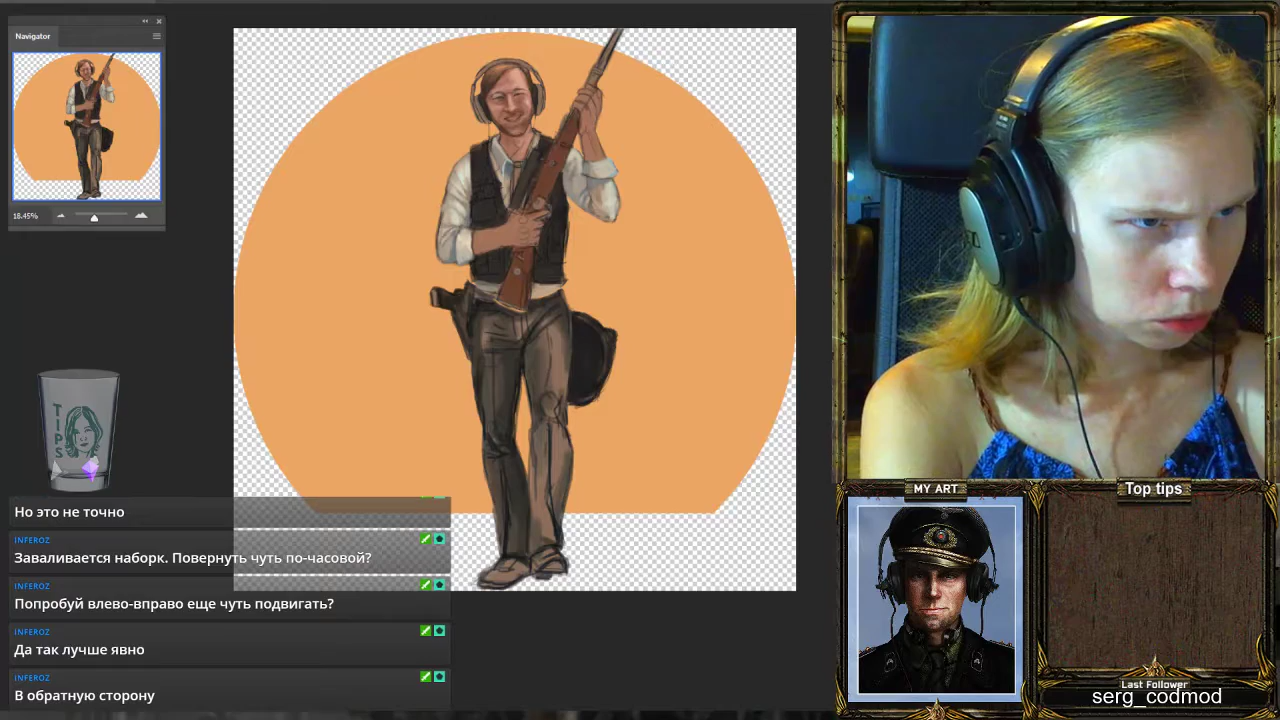 Navigator
18.45%
TIPS
Но это не точно
INFEROZ
Заваливается наборк. Повернуть чуть по-часовой?
INFEROZ
Попробуй влево-вправо еще чуть подвигать?
INFEROZ
Да так лучше явно
INFEROZ
В обратную сторону
MY ART
Top tips
Last Follower
serg_codmod